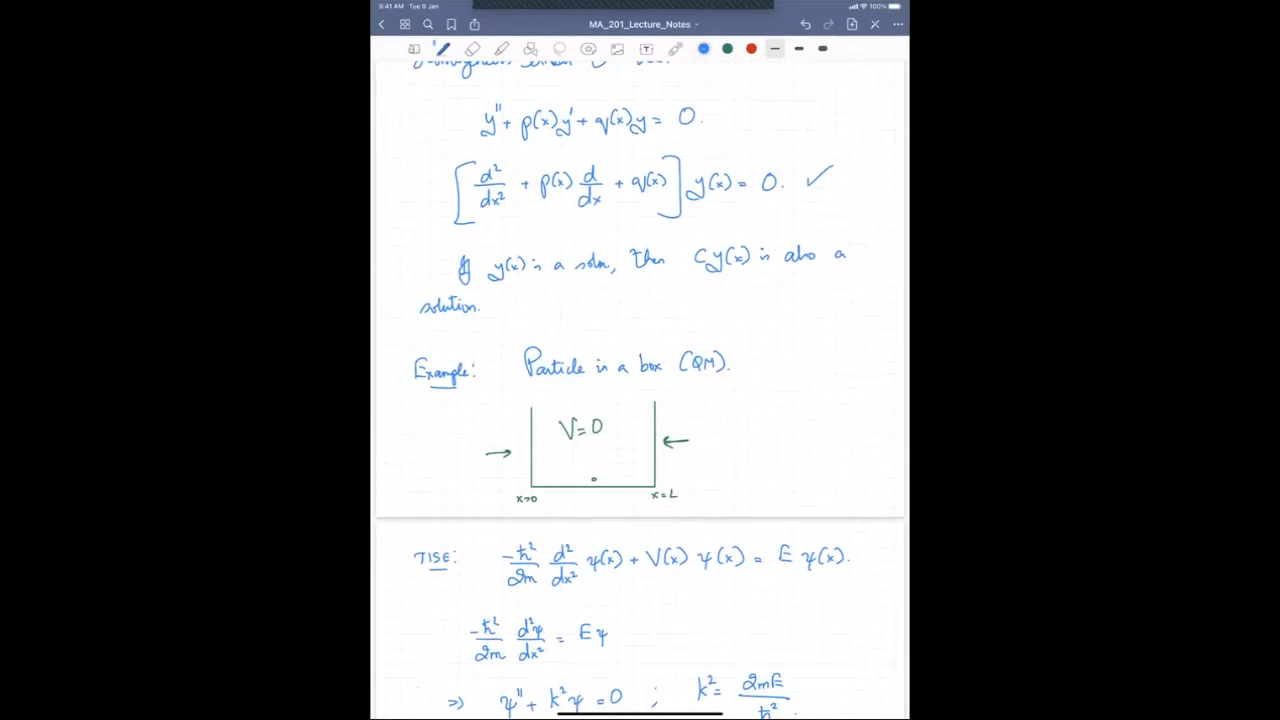 9:41 AM Tue 9 Jan
100%
MA_201_Lecture_Notes
y'' + p(x)y' + q(x)y = 0.
[d²/dx² + p(x) d/dx + q(x)] y(x) = 0. ✓
If y(x) is a soln, then Cy(x) is also a
solution.
Example: Particle in a box (QM).
V=0
x=0
x=L
TISE: -ħ²/2m d²/dx² ψ(x) + V(x) ψ(x) = E ψ(x).
-ħ²/2m d²ψ/dx² = Eψ
⇒ ψ'' + k²ψ = 0 ; k² = 2mE/ħ²